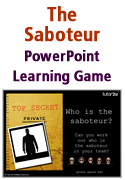 The
Saboteur
PowerPoint
Learning Game
tutor2u
TOP SECRET
PRIVATE
Who is the
saboteur?
Can you work
out who is the
saboteur in
your team?